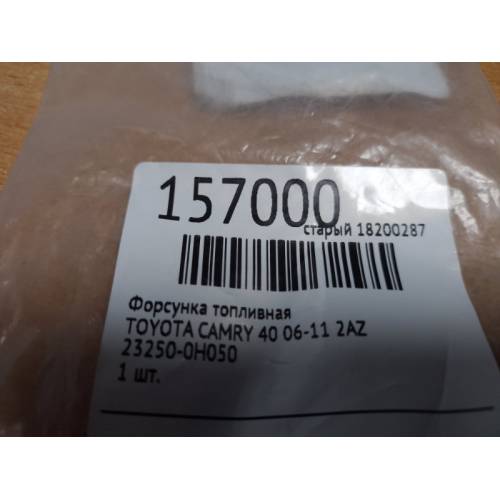 157000
старый 18200287
Форсунка топливная
TOYOTA CAMRY 40 06-11 2AZ
23250-0H050
1 шт.